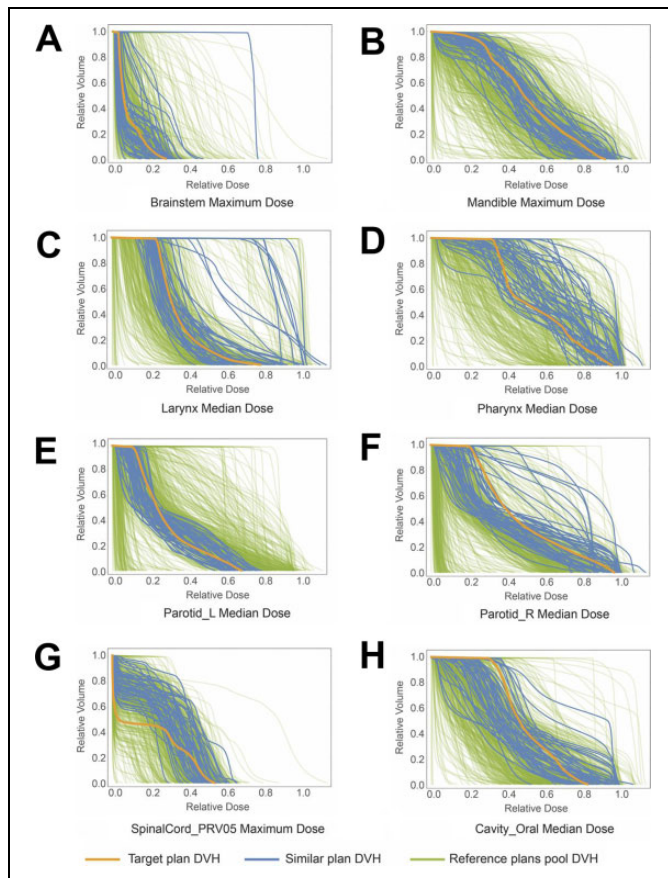 A
B
Relative Volume
1.0
0.8
0.6
0.4
0.2
0.0
0.0 0.2 0.4 0.6 0.8 1.0
Relative Dose
Brainstem Maximum Dose
Relative Volume
1.0
0.8
0.6
0.4
0.2
0.0
0.0 0.2 0.4 0.6 0.8 1.0
Relative Dose
Mandible Maximum Dose
C
D
Relative Volume
1.0
0.8
0.6
0.4
0.2
0.0
0.0 0.2 0.4 0.6 0.8 1.0
Relative Dose
Larynx Median Dose
Relative Volume
1.0
0.8
0.6
0.4
0.2
0.0
0.0 0.2 0.4 0.6 0.8 1.0
Relative Dose
Pharynx Median Dose
E
F
Relative Volume
1.0
0.8
0.6
0.4
0.2
0.0
0.0 0.2 0.4 0.6 0.8 1.0
Relative Dose
Parotid_L Median Dose
Relative Volume
1.0
0.8
0.6
0.4
0.2
0.0
0.0 0.2 0.4 0.6 0.8 1.0
Relative Dose
Parotid_R Median Dose
G
H
Relative Volume
1.0
0.8
0.6
0.4
0.2
0.0
0.0 0.2 0.4 0.6 0.8 1.0
Relative Dose
SpinalCord_PRV05 Maximum Dose
Relative Volume
1.0
0.8
0.6
0.4
0.2
0.0
0.0 0.2 0.4 0.6 0.8 1.0
Relative Dose
Cavity_Oral Median Dose
Target plan DVH Similar plan DVH Reference plans pool DVH